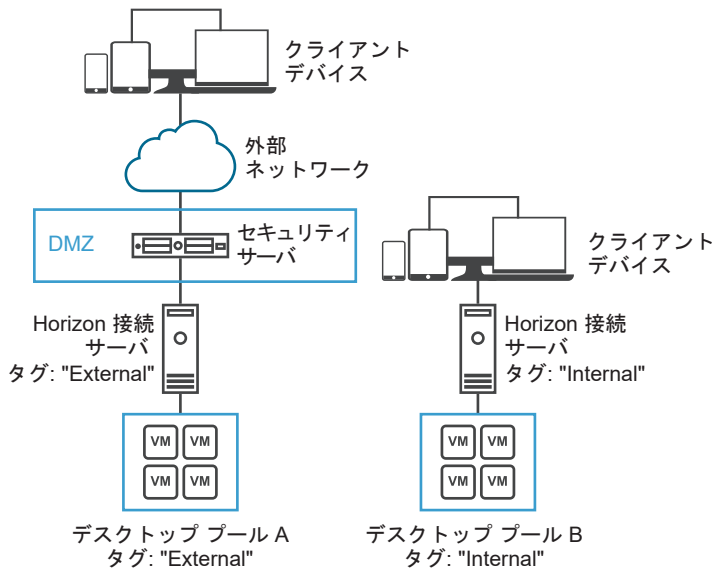 クライアント
デバイス
外部
ネットワーク
DMZ
セキュリティ
サーバ
クライアント
デバイス
Horizon 接続
サーバ
タグ: "External"
Horizon 接続
サーバ
タグ: "Internal"
VM VM
VM VM
VM VM
VM VM
デスクトップ プール A
タグ: "External"
デスクトップ プール B
タグ: "Internal"